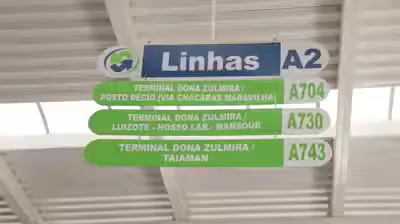 Linhas A2
TERMINAL DONA ZULMIRA /
POSTO DÉCIO (VIA CHÁCARAS MARAVILHA) A704
TERMINAL DONA ZULMIRA /
LUIZOTE - NOSSO LAR - MANSOUR A730
TERMINAL DONA ZULMIRA /
TAIAMAN A743